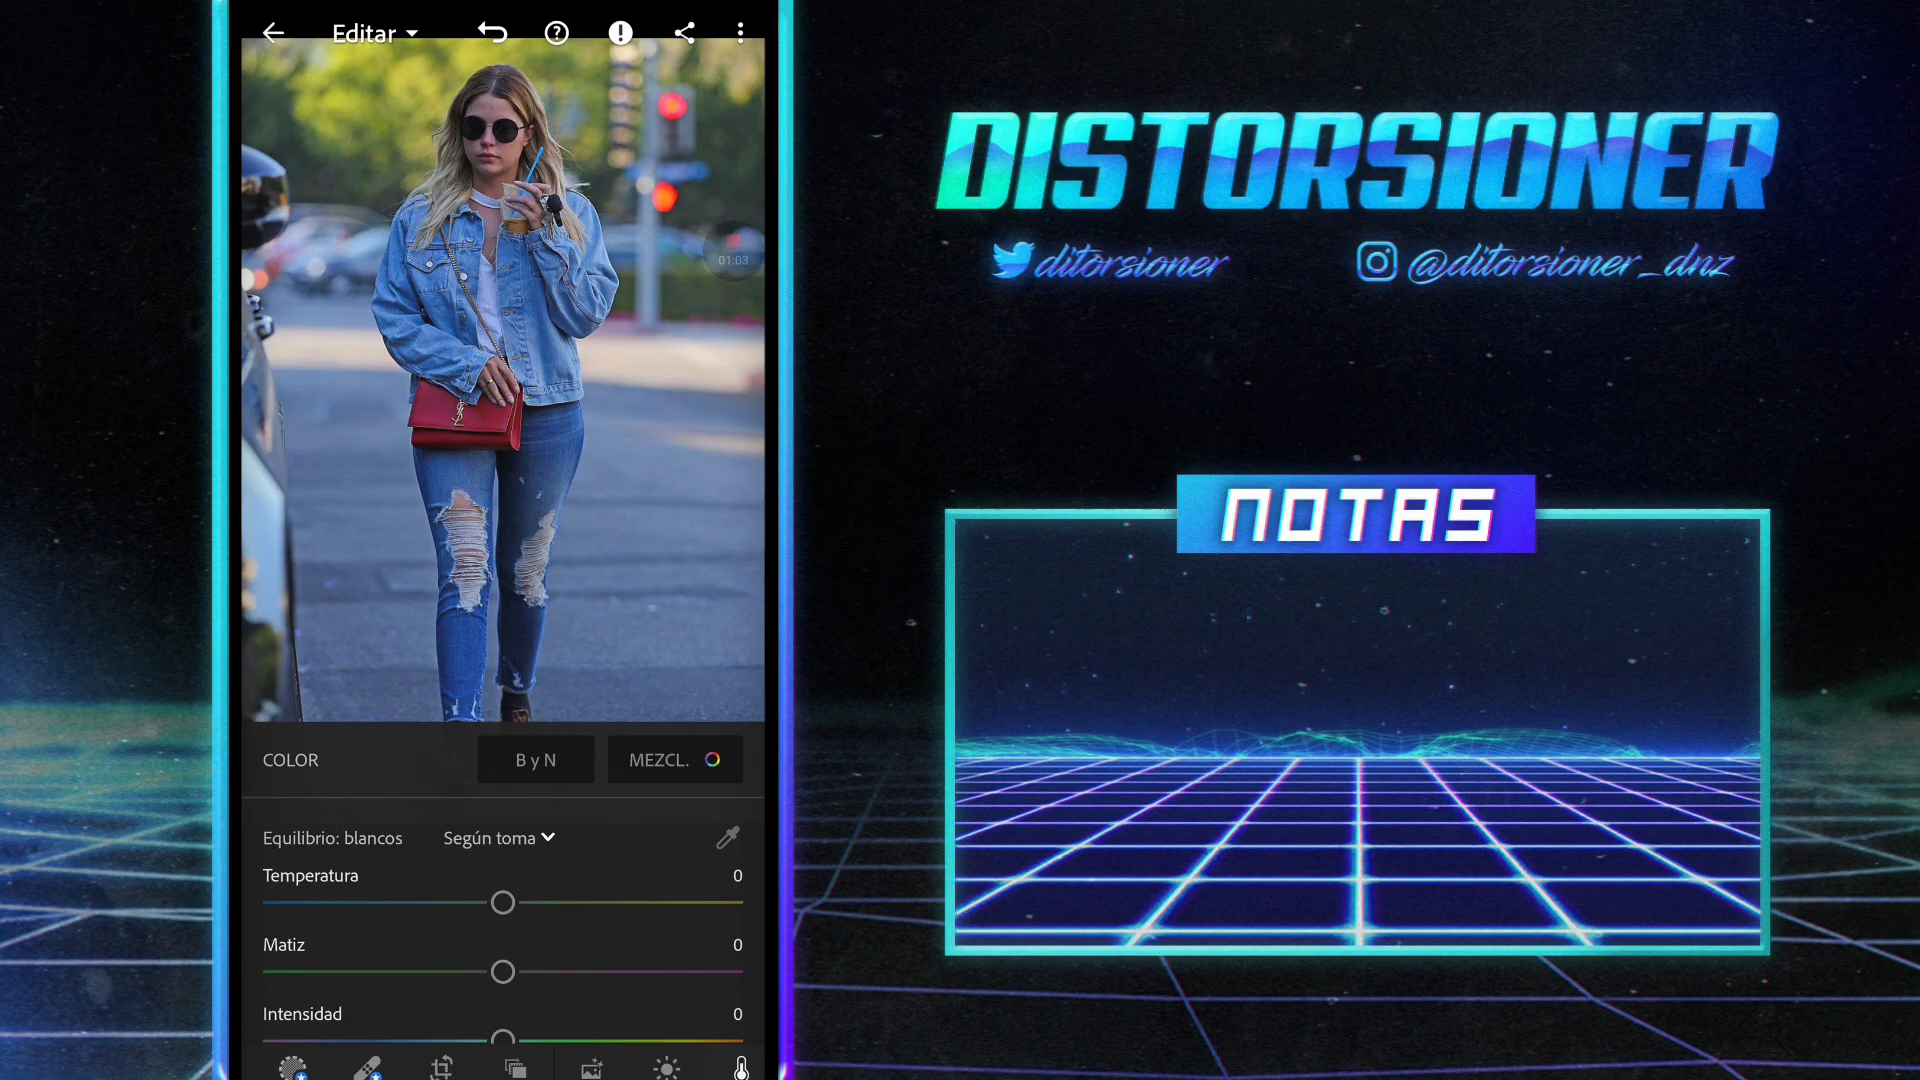 Editar
01:03
COLOR
B y N
MEZCL.
Equilibrio: blancos
Según toma
Temperatura
0
Matiz
0
Intensidad
0
DISTORSIONER
ditorsioner
@ditorsioner_dnz
NOTAS